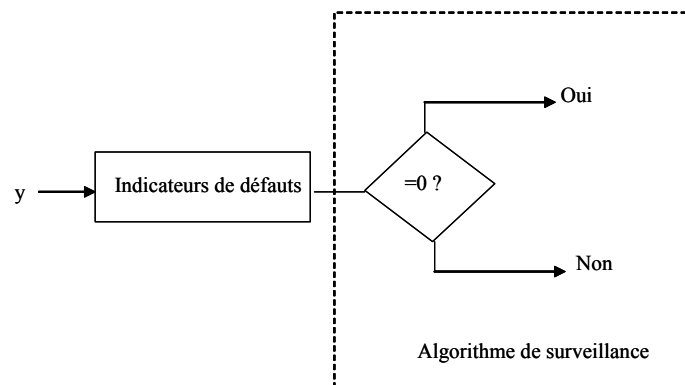 Oui
y
Indicateurs de défauts
=0 ?
Non
Algorithme de surveillance